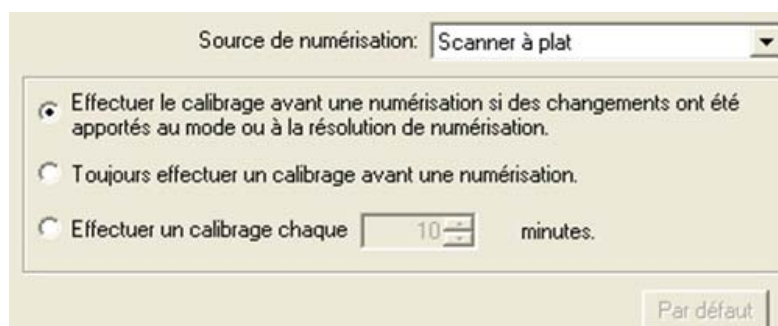 Source de numérisation: Scanner à plat
Effectuer le calibrage avant une numérisation si des changements ont été
apportés au mode ou à la résolution de numérisation.
Toujours effectuer un calibrage avant une numérisation.
Effectuer un calibrage chaque 10 minutes.
Par défaut